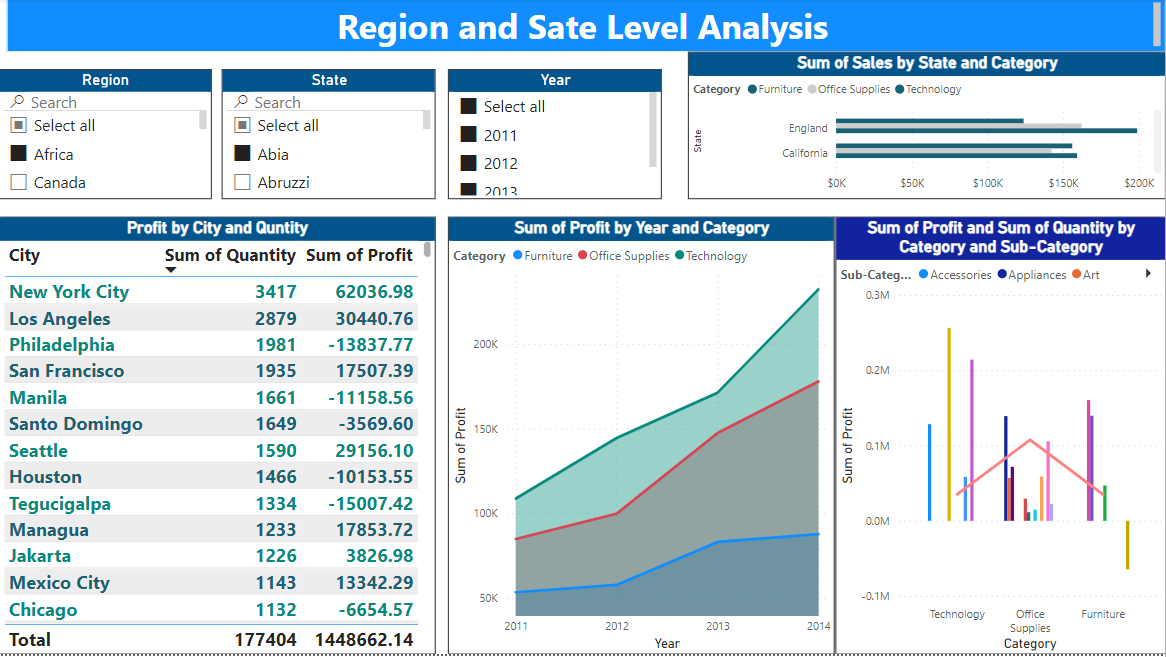 Region and Sate Level Analysis
Region
Search
Select all
Africa
Canada
State
Search
Select all
Abia
Abruzzi
Year
Select all
2011
2012
2013
Sum of Sales by State and Category
Category Furniture Office Supplies Technology
State
England
California
$0K $50K $100K $150K $200K
Profit by City and Quntity
City Sum of Quantity Sum of Profit
New York City 3417 62036.98
Los Angeles 2879 30440.76
Philadelphia 1981 -13837.77
San Francisco 1935 17507.39
Manila 1661 -11158.56
Santo Domingo 1649 -3569.60
Seattle 1590 29156.10
Houston 1466 -10153.55
Tegucigalpa 1334 -15007.42
Managua 1233 17853.72
Jakarta 1226 3826.98
Mexico City 1143 13342.29
Chicago 1132 -6654.57
Total 177404 1448662.14
Sum of Profit by Year and Category
Category Furniture Office Supplies Technology
Sum of Profit
200K
150K
100K
50K
2011 2012 2013 2014
Year
Sum of Profit and Sum of Quantity by
Category and Sub-Category
Sub-Categ... Accessories Appliances Art
Sum of Profit
0.3M
0.2M
0.1M
0.0M
-0.1M
Technology Office Furniture
Supplies
Category